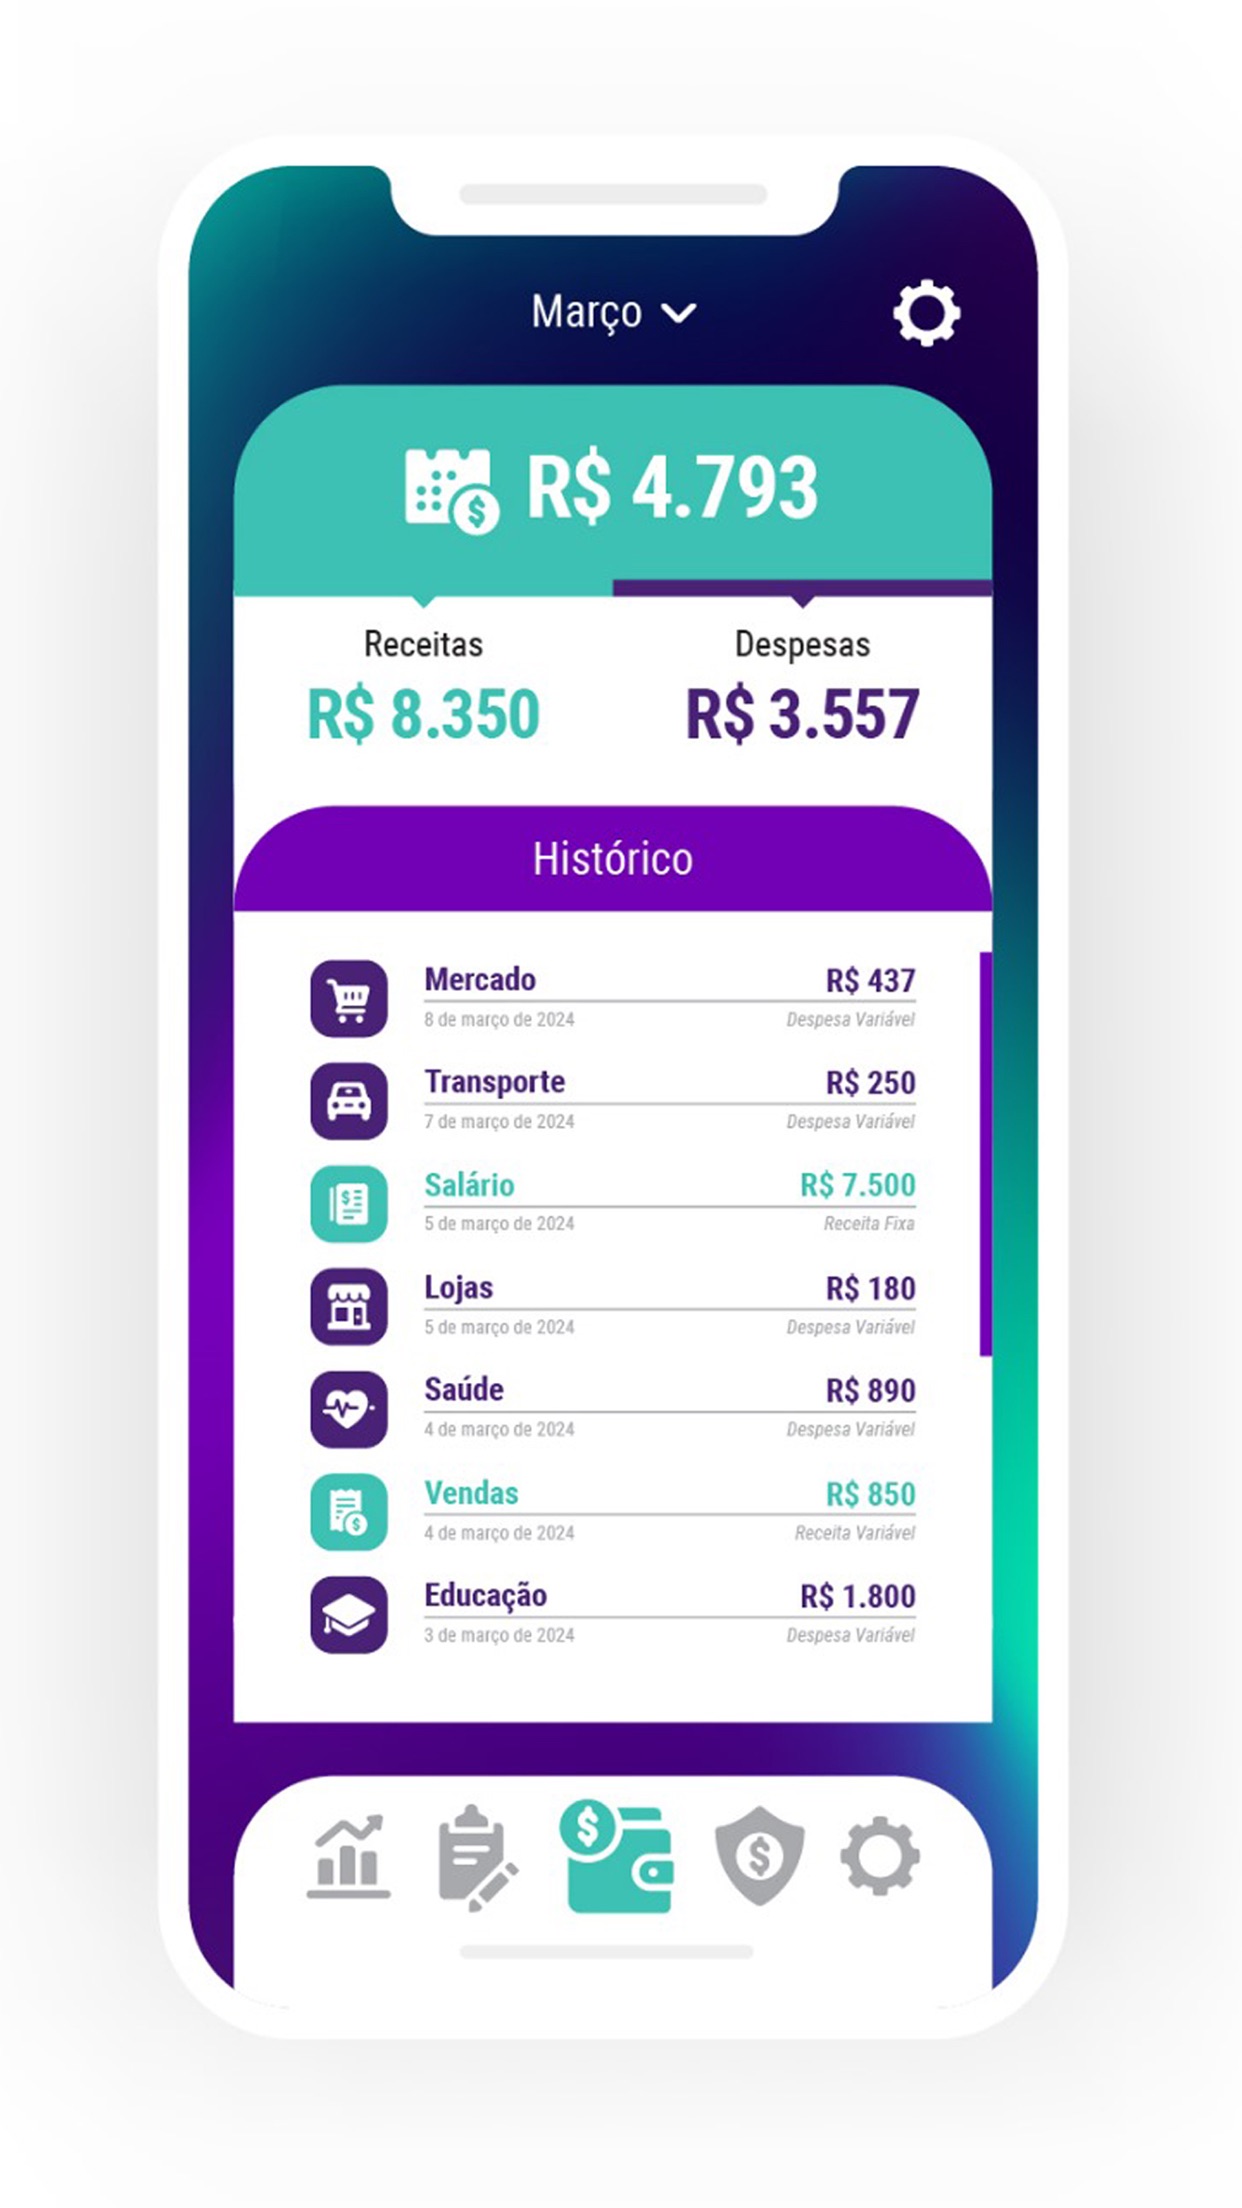 Março
R$ 4.793
Receitas Despesas
R$ 8.350 R$ 3.557
Histórico
Mercado R$ 437
8 de março de 2024 Despesa Variável
Transporte R$ 250
7 de março de 2024 Despesa Variável
Salário R$ 7.500
5 de março de 2024 Receita Fixa
Lojas R$ 180
5 de março de 2024 Despesa Variável
Saúde R$ 890
4 de março de 2024 Despesa Variável
Vendas R$ 850
4 de março de 2024 Receita Variável
Educação R$ 1.800
3 de março de 2024 Despesa Variável